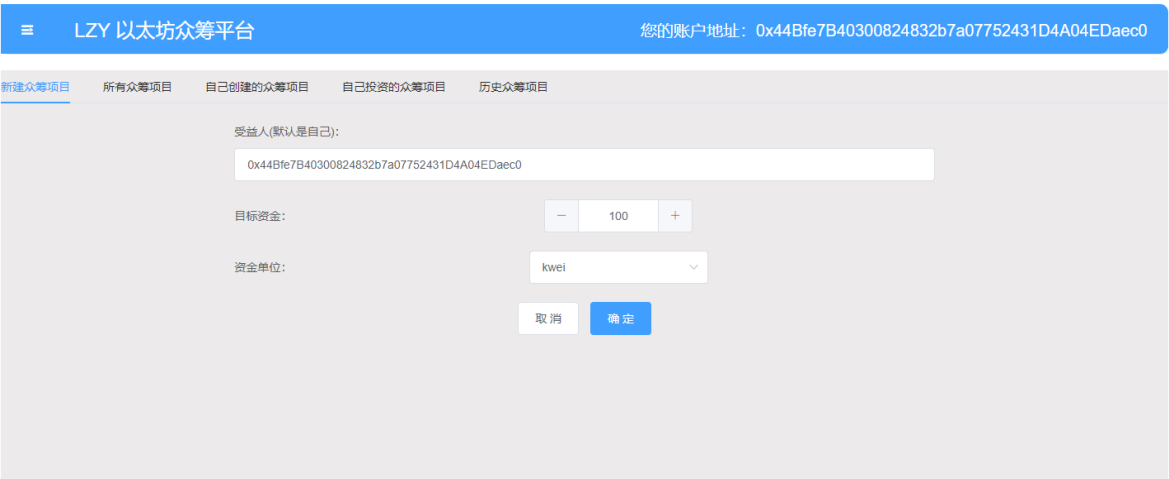 LZY 以太坊众筹平台 您的账户地址：0x44Bfe7B40300824832b7a07752431D4A04EDaec0
新建众筹项目 所有众筹项目 自己创建的众筹项目 自己投资的众筹项目 历史众筹项目
受益人(默认是自己)：
0x44Bfe7B40300824832b7a07752431D4A04EDaec0
目标资金： － 100 +
资金单位： kwei
取消 确定